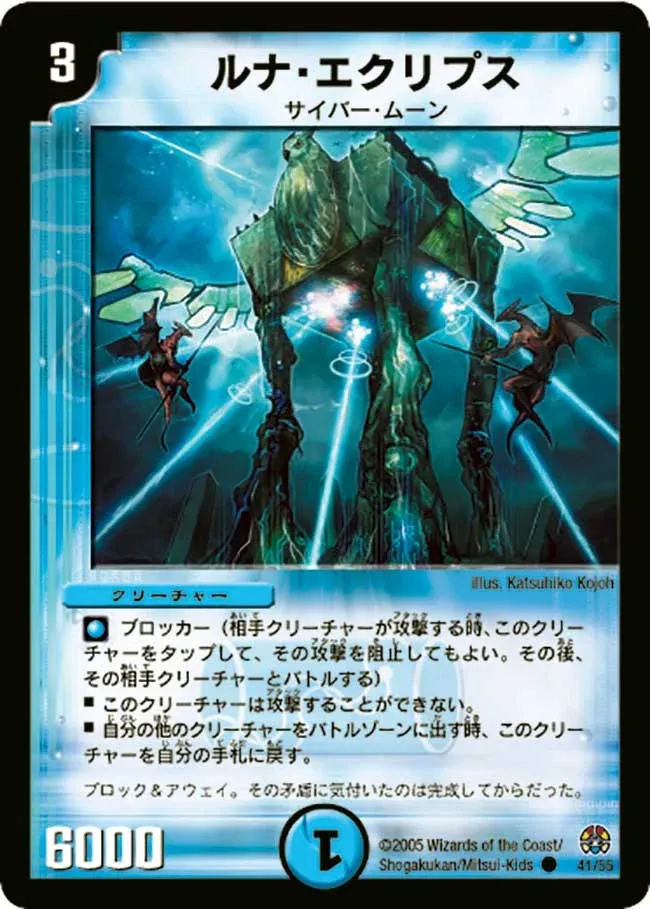 3
ルナ・エクリプス
サイバー・ムーン
illus. Katsuhiko Kojoh
クリーチャー
ブロッカー（相手クリーチャーが攻撃する時、このクリー
チャーをタップして、その攻撃を阻止してもよい。その後、
その相手クリーチャーとバトルする）
■ このクリーチャーは攻撃することができない。
■ 自分の他のクリーチャーをバトルゾーンに出す時、このクリー
チャーを自分の手札に戻す。
ブロック＆アウェイ。その矛盾に気付いたのは完成してからだった。
6000
1
©2005 Wizards of the Coast/
Shogakukan/Mitsui-Kids
41/55